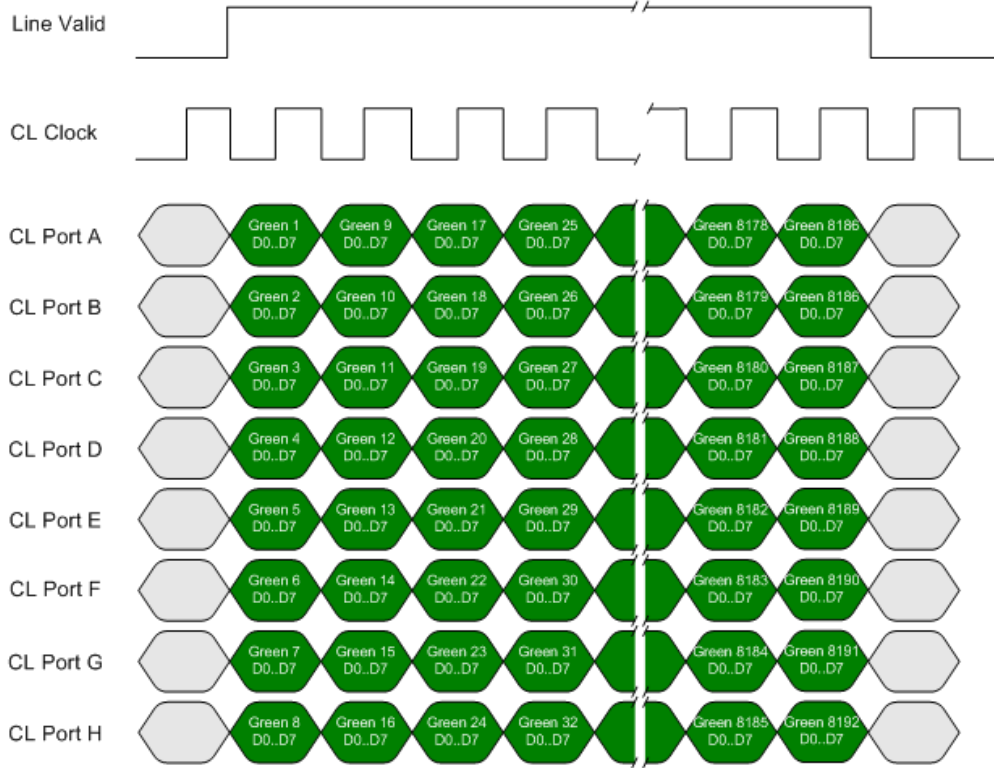 Line Valid
CL Clock
CL Port A
Green 1
D0..D7
Green 9
D0..D7
Green 17
D0..D7
Green 25
D0..D7
Green 8178
D0..D7
Green 8186
D0..D7
CL Port B
Green 2
D0..D7
Green 10
D0..D7
Green 18
D0..D7
Green 26
D0..D7
Green 8179
D0..D7
Green 8186
D0..D7
CL Port C
Green 3
D0..D7
Green 11
D0..D7
Green 19
D0..D7
Green 27
D0..D7
Green 8180
D0..D7
Green 8187
D0..D7
CL Port D
Green 4
D0..D7
Green 12
D0..D7
Green 20
D0..D7
Green 28
D0..D7
Green 8181
D0..D7
Green 8188
D0..D7
CL Port E
Green 5
D0..D7
Green 13
D0..D7
Green 21
D0..D7
Green 29
D0..D7
Green 8182
D0..D7
Green 8189
D0..D7
CL Port F
Green 6
D0..D7
Green 14
D0..D7
Green 22
D0..D7
Green 30
D0..D7
Green 8183
D0..D7
Green 8190
D0..D7
CL Port G
Green 7
D0..D7
Green 15
D0..D7
Green 23
D0..D7
Green 31
D0..D7
Green 8184
D0..D7
Green 8191
D0..D7
CL Port H
Green 8
D0..D7
Green 16
D0..D7
Green 24
D0..D7
Green 32
D0..D7
Green 8185
D0..D7
Green 8192
D0..D7